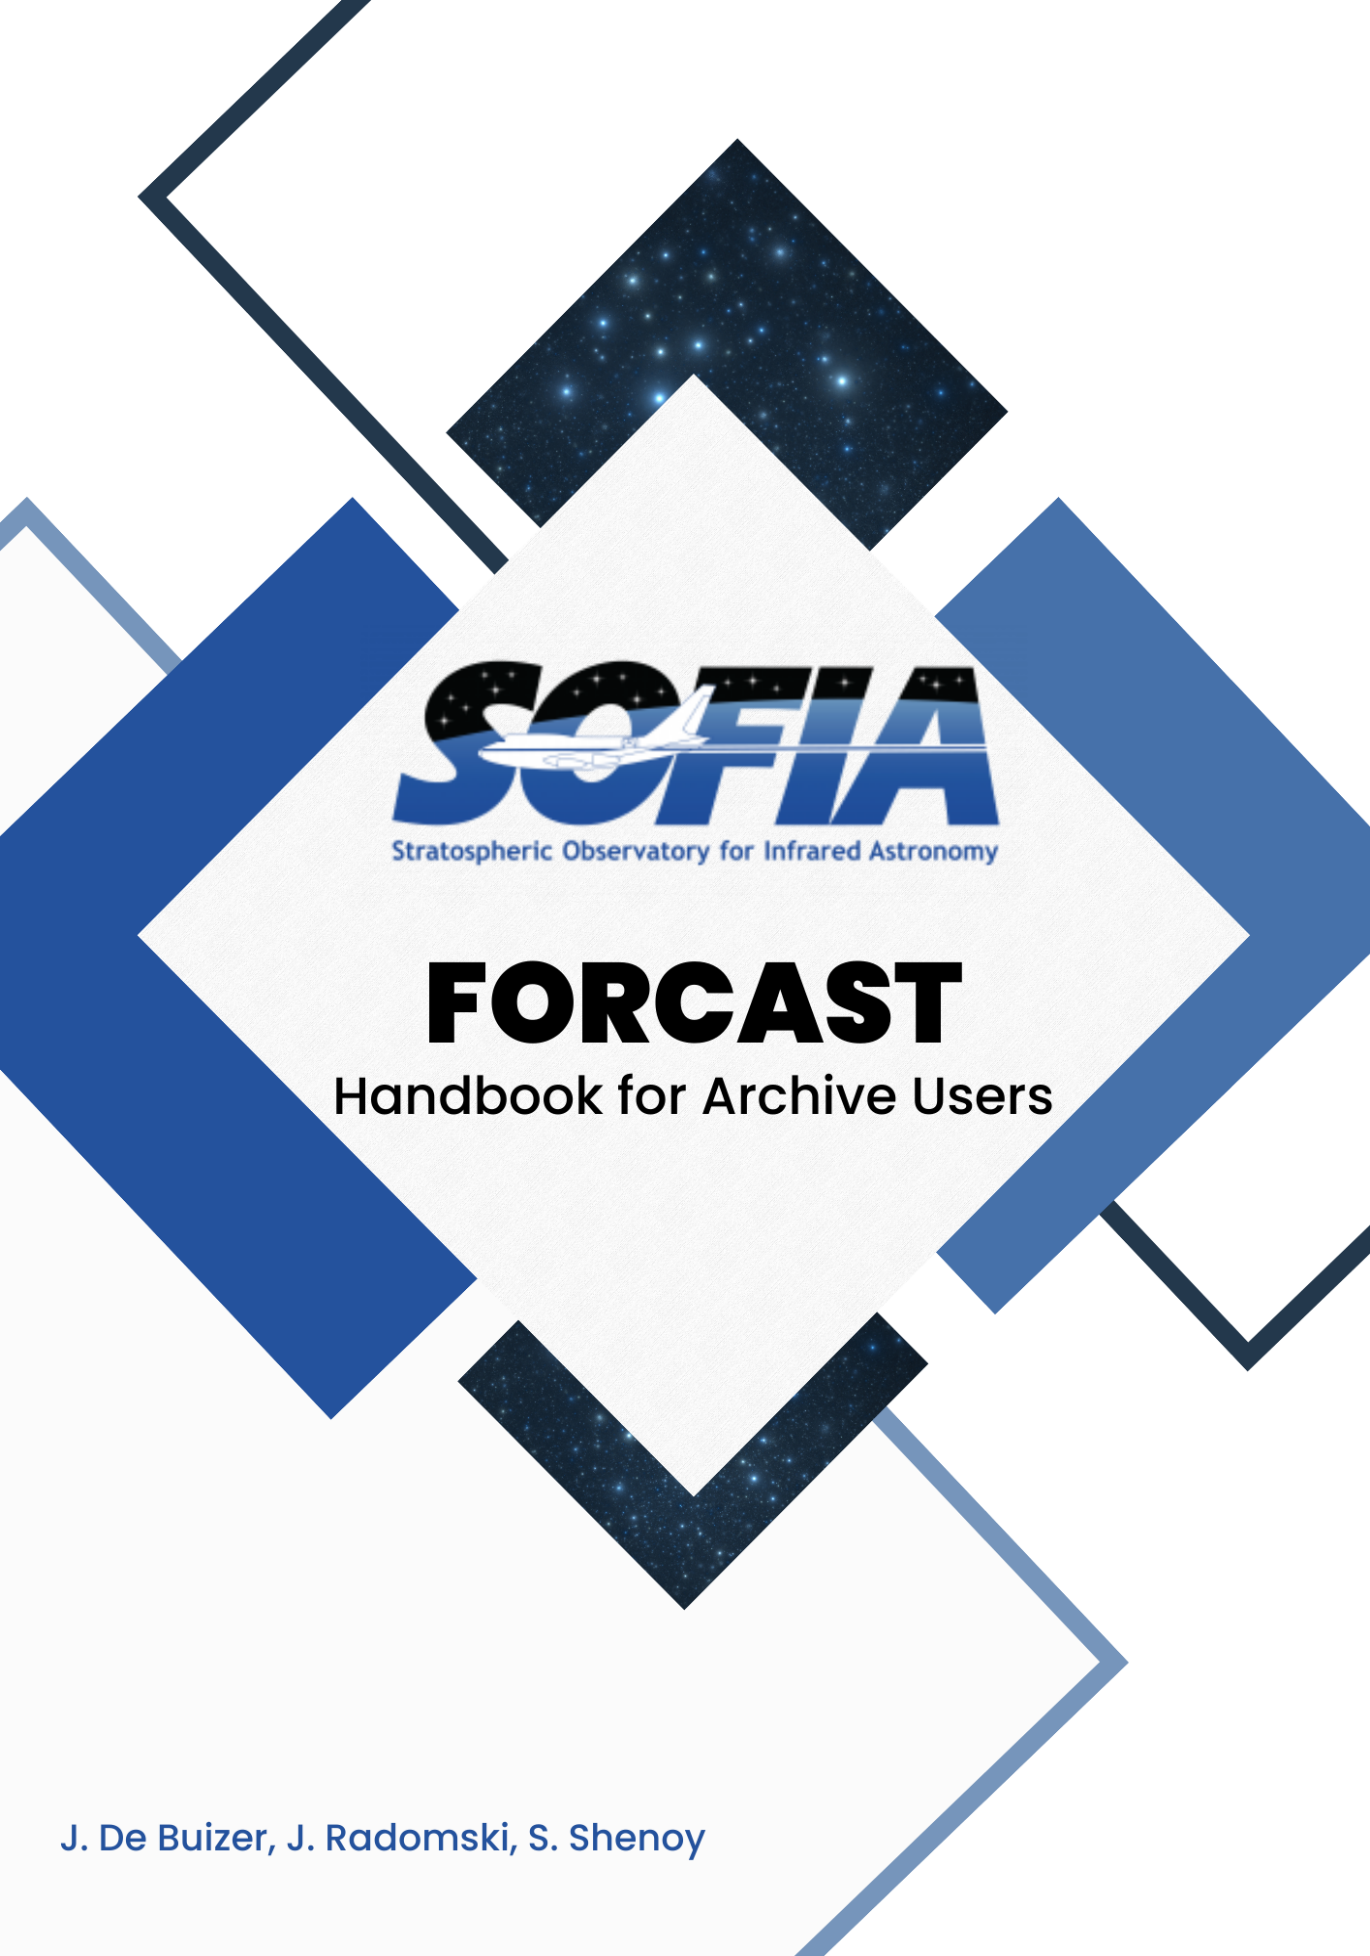 SOFIA
Stratospheric Observatory for Infrared Astronomy
FORCAST
Handbook for Archive Users
J. De Buizer, J. Radomski, S. Shenoy